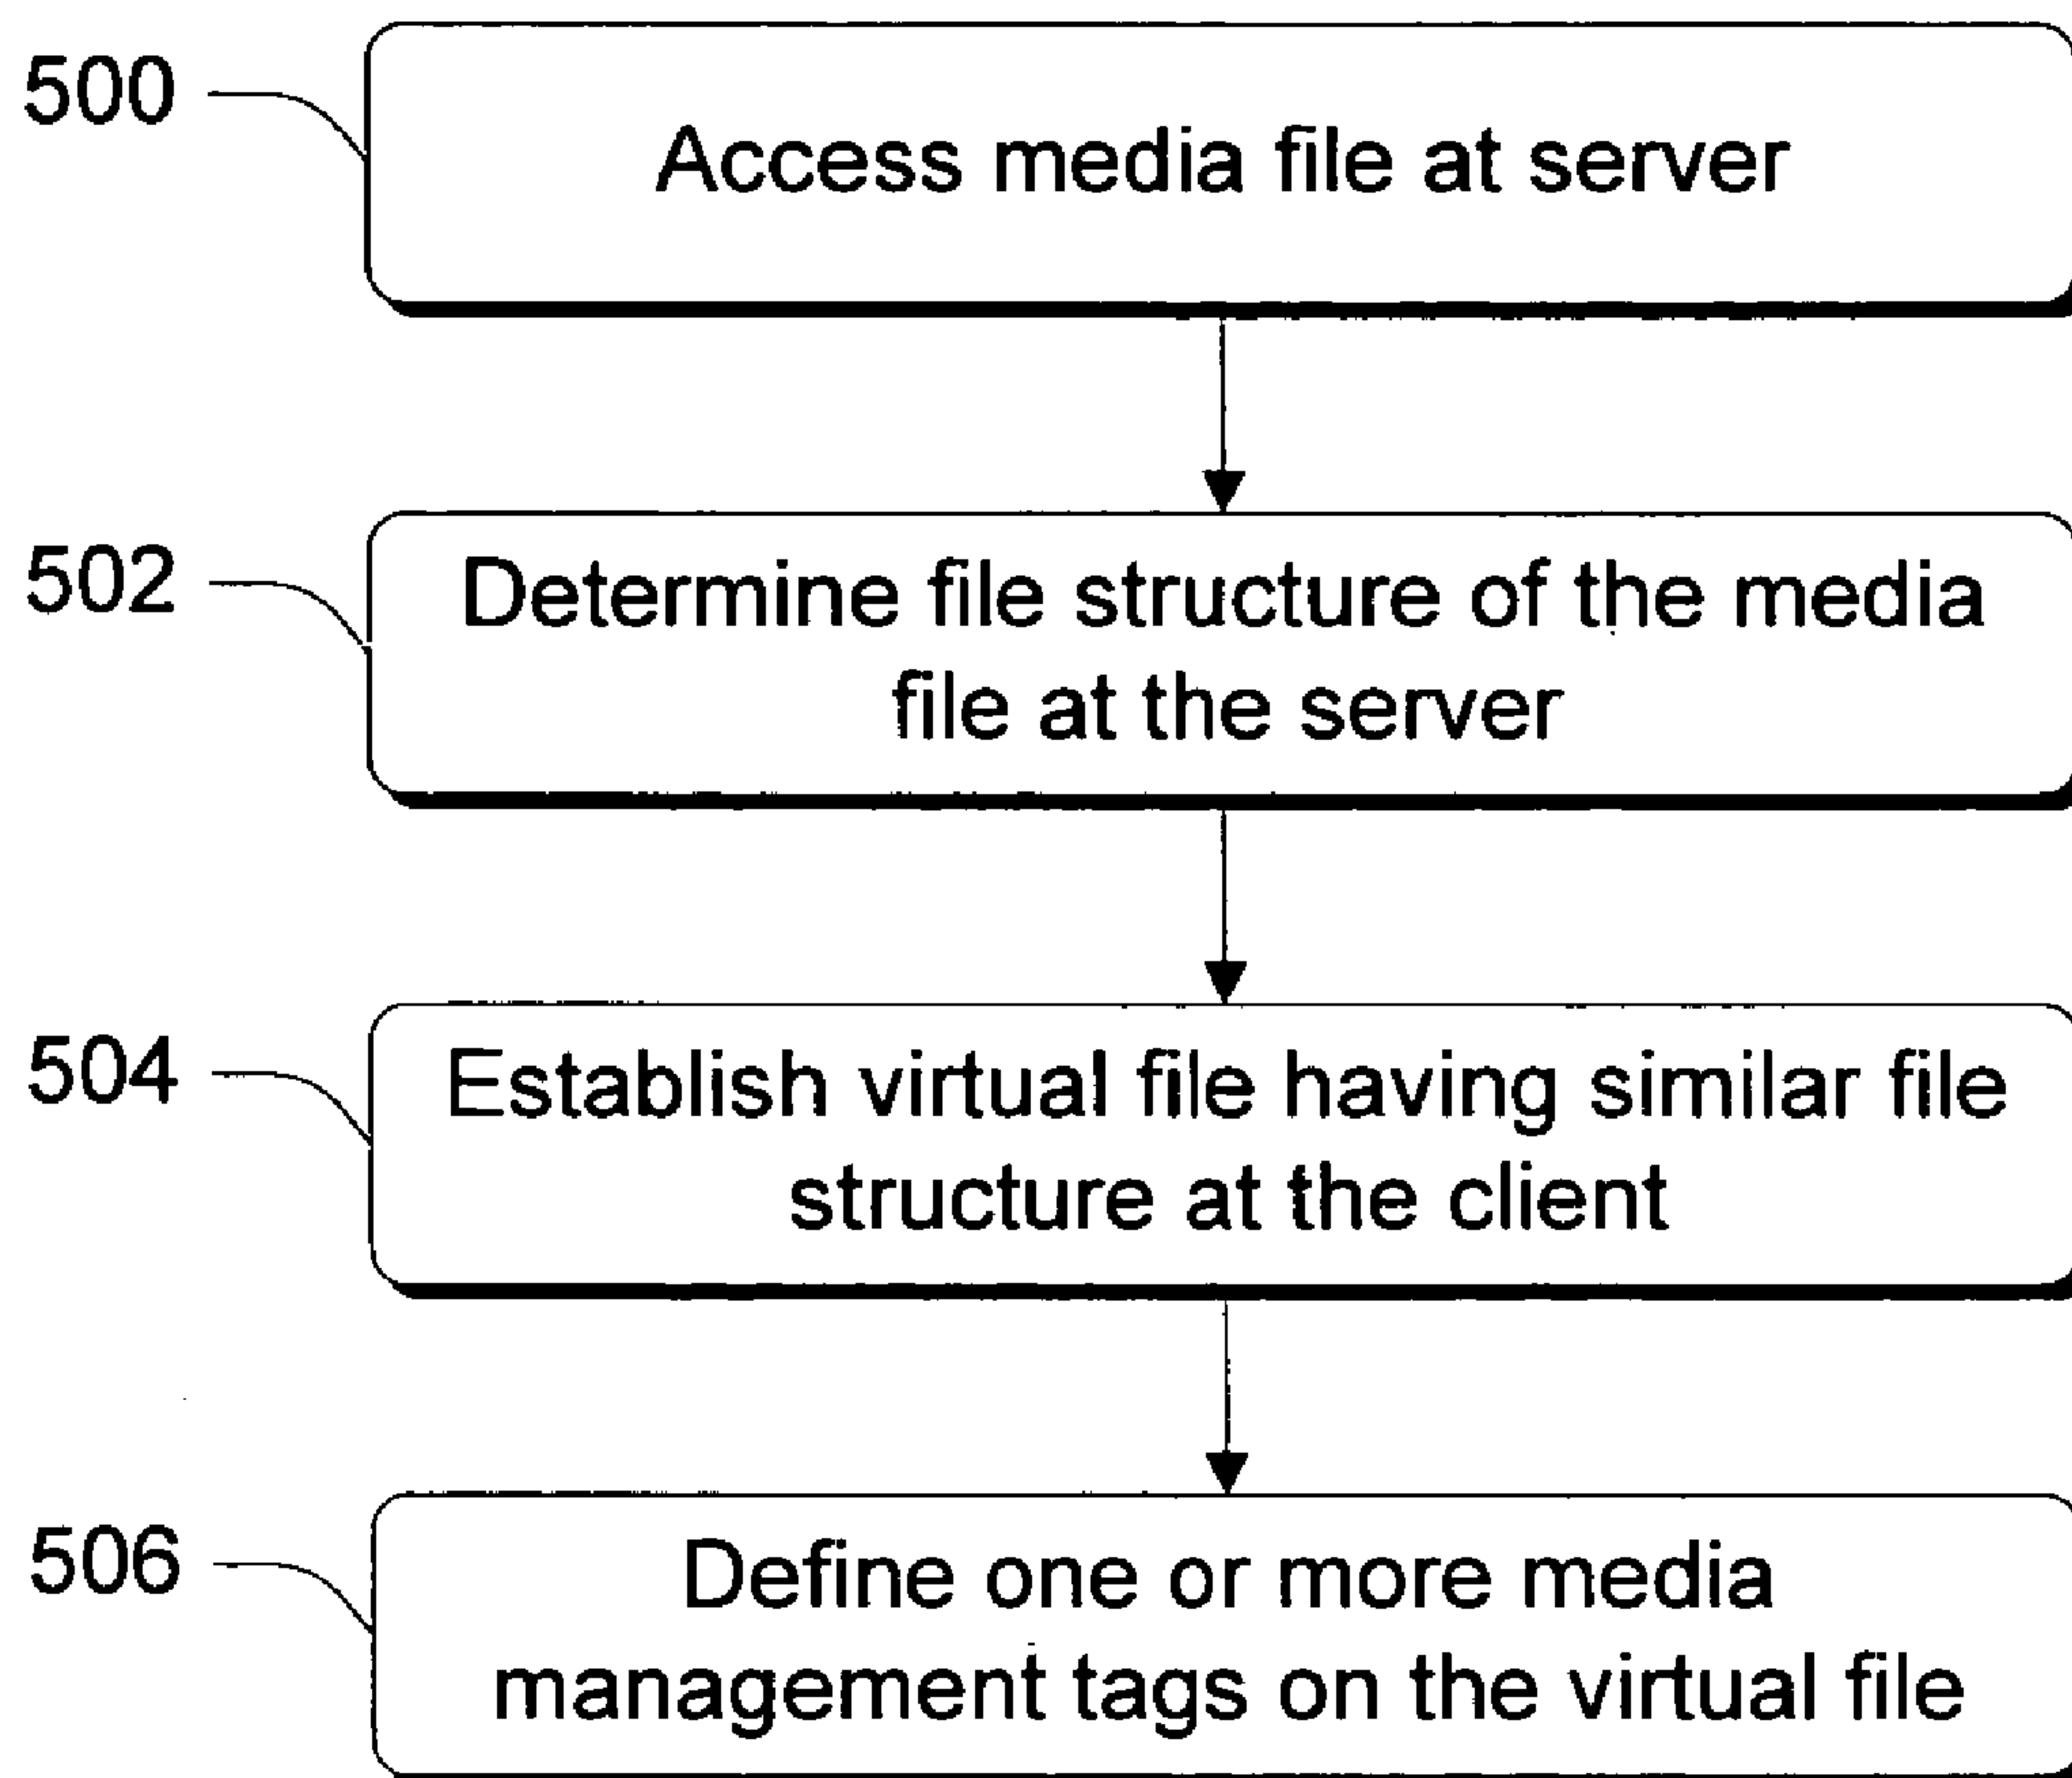 500
Access media file at server
502
Determine file structure of the media
file at the server
504
Establish virtual file having similar file
structure at the client
506
Define one or more media
management tags on the virtual file